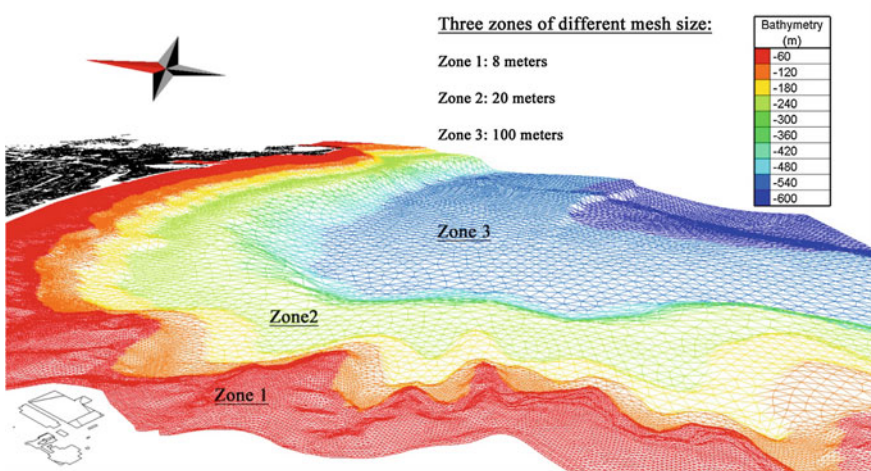 Three zones of different mesh size:
Zone 1: 8 meters
Zone 2: 20 meters
Zone 3: 100 meters
Bathymetry
(m)
-60
-120
-180
-240
-300
-360
-420
-480
-540
-600
Zone 3
Zone2
Zone 1